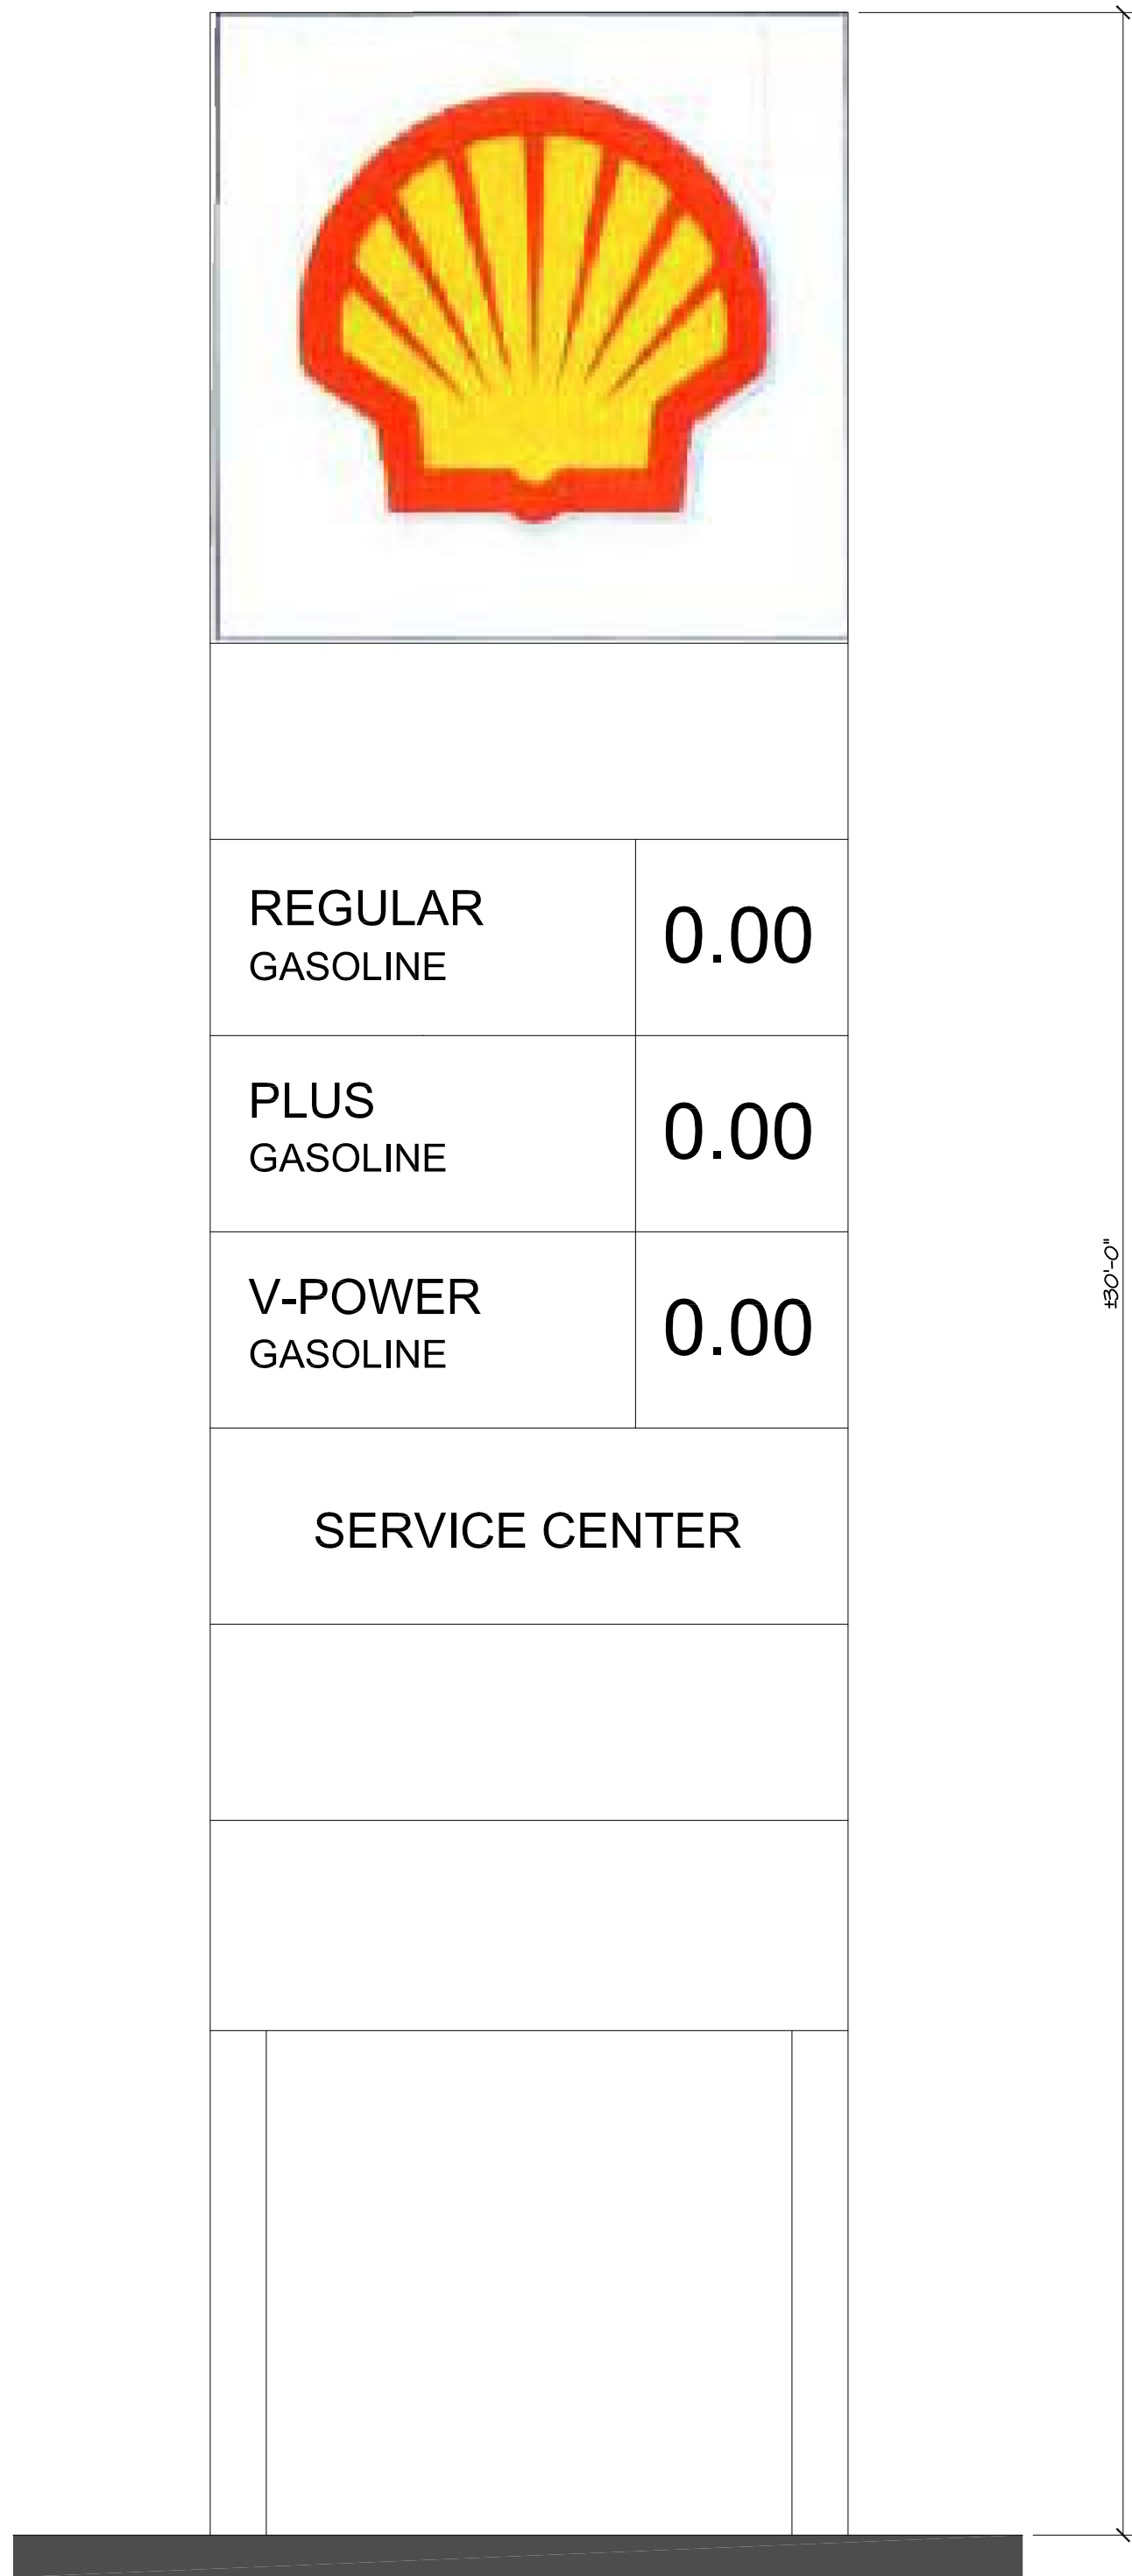 REGULAR
GASOLINE
0.00
PLUS
GASOLINE
0.00
V-POWER
GASOLINE
0.00
SERVICE CENTER
±30'-0"